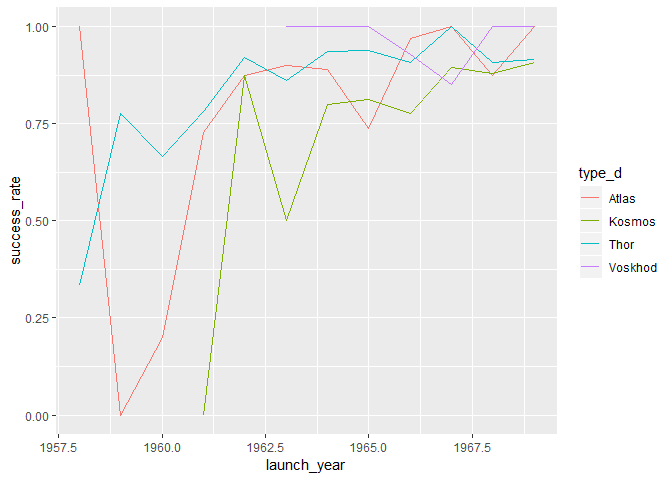 1.00
0.75
0.50
0.25
0.00
success_rate
1957.5 1960.0 1962.5 1965.0 1967.5
launch_year
type_d
Atlas
Kosmos
Thor
Voskhod